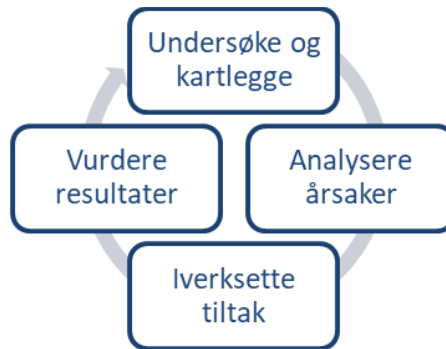 Undersøke og
kartlegge
Analysere
årsaker
Iverksette
tiltak
Vurdere
resultater